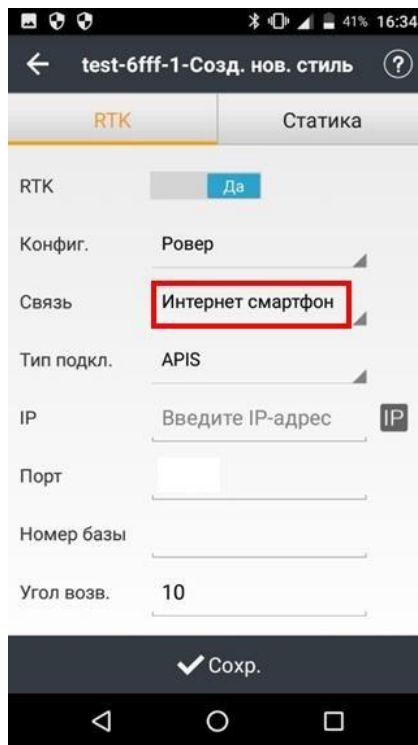 41% 16:34
test-6fff-1-Созд. нов. стиль ?
RTK Статика
RTK Да
Конфиг. Ровер
Связь Интернет смартфон
Тип подкл. APIS
IP Введите IP-адрес IP
Порт
Номер базы
Угол возв. 10
Сохр.